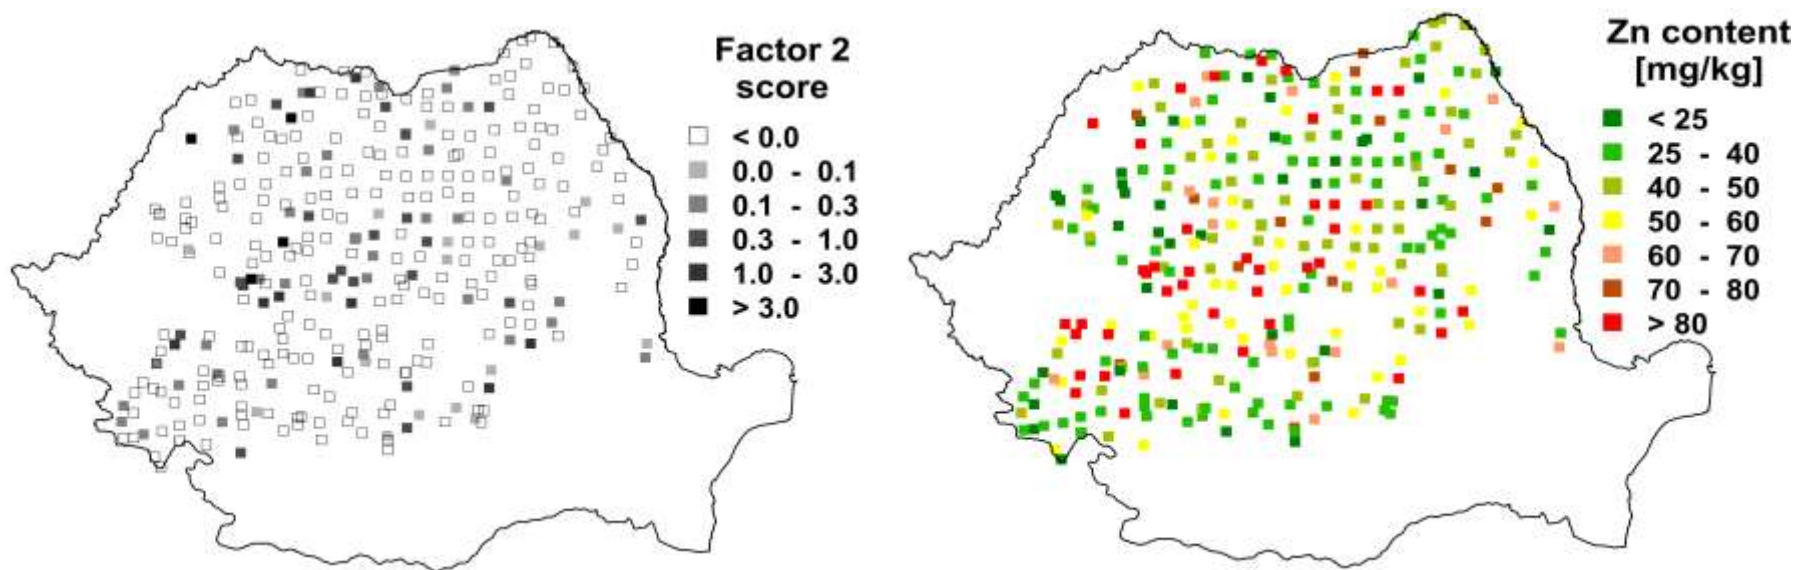 Factor 2
score
< 0.0
0.0 - 0.1
0.1 - 0.3
0.3 - 1.0
1.0 - 3.0
> 3.0
Zn content
[mg/kg]
< 25
25 - 40
40 - 50
50 - 60
60 - 70
70 - 80
> 80